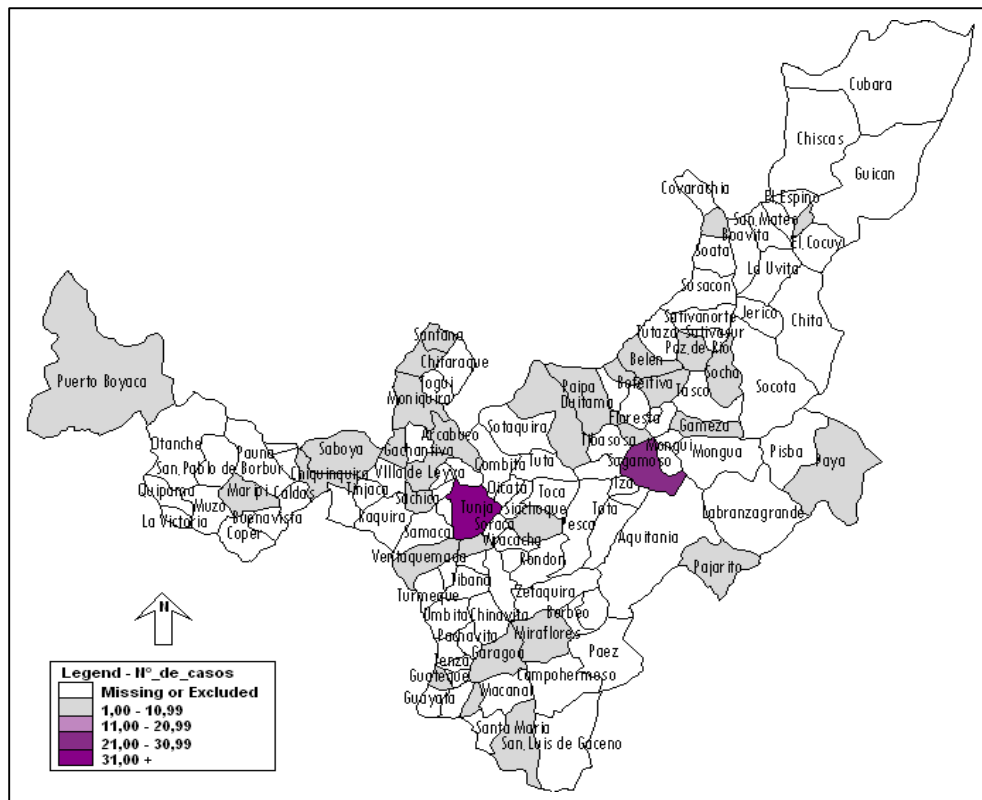 Cubara
Chiscas
Guican
Covarachia
El Espino
San Mateo
Boavita
El Cocuy
Soata
La Uvita
Susacon
Sativanorte
Jerico
Chita
Tutaza
Sativasur
Santana
Paz de Rio
Chitaraque
Belen
Socha
Puerto Boyaca
Togui
Paipa
Beteitiva
Tasco
Socota
Moniquira
Duitama
Floresta
Otanche
Arcabuco
Sotaquira
Gameza
Pauna
Saboya
Gachantiva
Tibasosa
Mongui
Mongua
Pisba
San Pablo de Borbur
Chiquinquira
Villa de Leyva
Combita
Tuta
Sagamoso
Paya
Quipama
Maripi
Caldas
Tinjaca
Sachica
Oicata
Toca
Iza
Muzo
Tunja
Siachoque
Tota
Labranzagrande
La Victoria
Buenavista
Raquira
Soraca
Pesca
Coper
Samaca
Viracacha
Aquitania
Ventaquemada
Rondon
Pajarito
Tibana
Turmeque
Zetaquira
Umbita
Chinavita
Berbeo
Pachavita
Miraflores
Tenza
Garagoa
Paez
Guateque
Campohermoso
Guayata
Macanal
Santa Maria
San Luis de Gaceno
N
Legend - N°_de_casos
Missing or Excluded
1,00 - 10,99
11,00 - 20,99
21,00 - 30,99
31,00 +